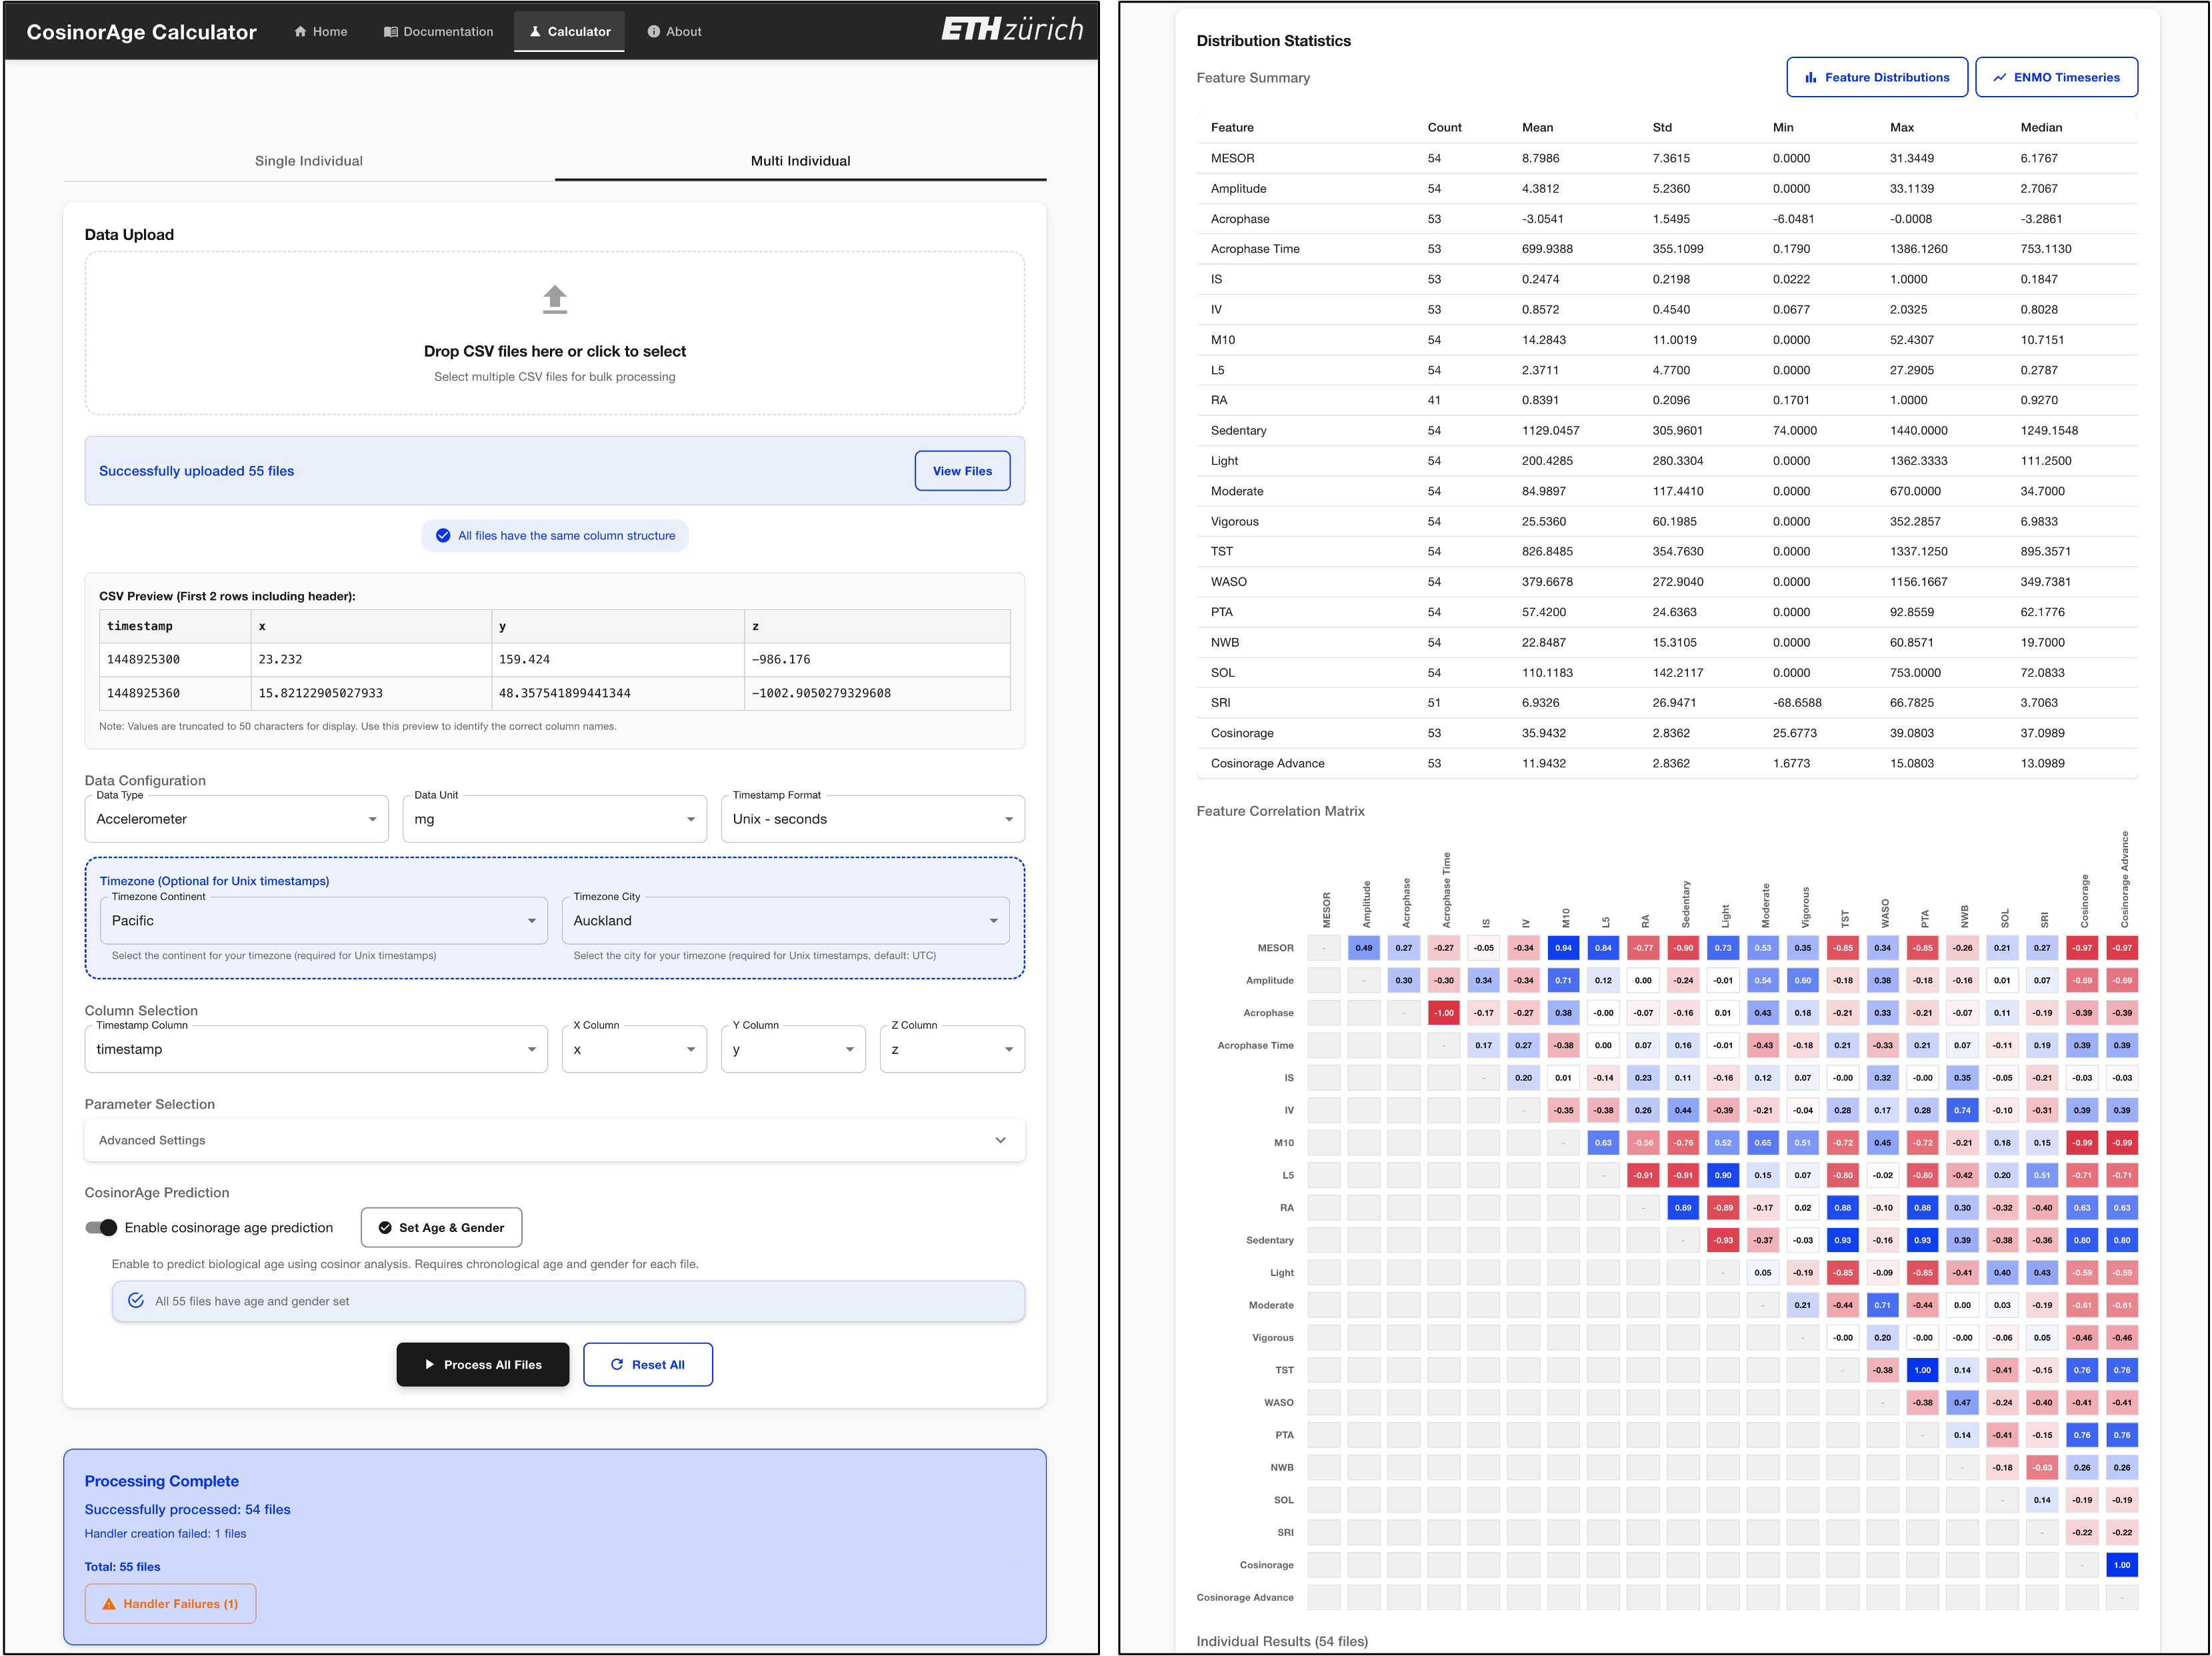 CosinorAge Calculator
Home
Documentation
Calculator
About
ETH zürich
Single Individual
Multi Individual
Data Upload
Drop CSV files here or click to select
Select multiple CSV files for bulk processing
Successfully uploaded 55 files
View Files
All files have the same column structure
CSV Preview (First 2 rows including header):
timestamp x y z
1448925300 23.232 159.424 -986.176
1448925360 15.82122905027933 48.357541899441344 -1002.9050279329608
Note: Values are truncated to 50 characters for display. Use this preview to identify the correct column names.
Data Configuration
Data Type
Accelerometer
Data Unit
mg
Timestamp Format
Unix - seconds
Timezone (Optional for Unix timestamps)
Timezone Continent
Pacific
Timezone City
Auckland
Select the continent for your timezone (required for Unix timestamps)
Select the city for your timezone (required for Unix timestamps, default: UTC)
Column Selection
Timestamp Column
timestamp
X Column
x
Y Column
y
Z Column
z
Parameter Selection
Advanced Settings
CosinorAge Prediction
Enable cosinorage age prediction
Set Age & Gender
Enable to predict biological age using cosinor analysis. Requires chronological age and gender for each file.
All 55 files have age and gender set
Process All Files
Reset All
Processing Complete
Successfully processed: 54 files
Handler creation failed: 1 files
Total: 55 files
Handler Failures (1)
Distribution Statistics
Feature Summary
Feature Distributions
ENMO Timeseries
Feature Count Mean Std Min Max Median
MESOR 54 8.7986 7.3615 0.0000 31.3449 6.1767
Amplitude 54 4.3812 5.2360 0.0000 33.1139 2.7067
Acrophase 53 -3.0541 1.5495 -6.0481 -0.0008 -3.2861
Acrophase Time 53 699.9388 355.1099 0.1790 1386.1260 753.1130
IS 53 0.2474 0.2198 0.0222 1.0000 0.1847
IV 53 0.8572 0.4540 0.0677 2.0325 0.8028
M10 54 14.2843 11.0019 0.0000 52.4307 10.7151
L5 54 2.3711 4.7700 0.0000 27.2905 0.2787
RA 41 0.8391 0.2096 0.1701 1.0000 0.9270
Sedentary 54 1129.0457 305.9601 74.0000 1440.0000 1249.1548
Light 54 200.4285 280.3304 0.0000 1362.3333 111.2500
Moderate 54 84.9897 117.4410 0.0000 670.0000 34.7000
Vigorous 54 25.5360 60.1985 0.0000 352.2857 6.9833
TST 54 826.8485 354.7630 0.0000 1337.1250 895.3571
WASO 54 379.6678 272.9040 0.0000 1156.1667 349.7381
PTA 54 57.4200 24.6363 0.0000 92.8559 62.1776
NWB 54 22.8487 15.3105 0.0000 60.8571 19.7000
SOL 54 110.1183 142.2117 0.0000 753.0000 72.0833
SRI 51 6.9326 26.9471 -68.6588 66.7825 3.7063
Cosinorage 53 35.9432 2.8362 25.6773 39.0803 37.0989
Cosinorage Advance 53 11.9432 2.8362 1.6773 15.0803 13.0989
Feature Correlation Matrix
MESOR Amplitude Acrophase Acrophase Time IS IV M10 L5 RA Sedentary Light Moderate Vigorous TST WASO PTA NWB SOL SRI Cosinorage Cosinorage Advance
MESOR - 0.49 0.27 -0.27 -0.05 -0.34 0.94 0.84 -0.77 -0.90 0.73 0.53 0.35 -0.85 0.34 -0.85 -0.26 0.21 0.27 -0.97 -0.97
Amplitude - 0.30 -0.30 0.34 -0.34 0.71 0.12 0.00 -0.24 -0.01 0.54 0.60 -0.18 0.38 -0.18 -0.16 0.01 0.07 -0.69 -0.69
Acrophase - -1.00 -0.17 -0.27 0.38 -0.00 -0.07 -0.16 0.01 0.43 0.18 -0.21 0.33 -0.21 -0.07 0.11 -0.19 -0.39 -0.39
Acrophase Time - 0.17 0.27 -0.38 0.00 0.07 0.16 -0.01 -0.43 -0.18 0.21 -0.33 0.21 0.07 -0.11 0.19 0.39 0.39
IS - 0.20 0.01 -0.14 0.23 0.11 -0.16 0.12 0.07 -0.00 0.32 -0.00 0.35 -0.05 -0.21 -0.03 -0.03
IV - -0.35 -0.38 0.26 0.44 -0.39 -0.21 -0.04 0.28 0.17 0.28 0.74 -0.10 -0.31 0.39 0.39
M10 - 0.63 -0.56 -0.76 0.52 0.65 0.51 -0.72 0.45 -0.72 -0.21 0.18 0.15 -0.99 -0.99
L5 - -0.91 -0.91 0.90 0.15 0.07 -0.80 -0.02 -0.80 -0.42 0.20 0.51 -0.71 -0.71
RA - 0.89 -0.89 -0.17 0.02 0.88 -0.10 0.88 0.30 -0.32 -0.40 0.63 0.63
Sedentary - -0.93 -0.37 -0.03 0.93 -0.16 0.93 0.39 -0.38 -0.36 0.80 0.80
Light - 0.05 -0.19 -0.85 -0.09 -0.85 -0.41 0.40 0.43 -0.59 -0.59
Moderate - 0.21 -0.44 0.71 -0.44 0.00 0.03 -0.19 -0.61 -0.61
Vigorous - -0.00 0.20 -0.00 -0.00 -0.06 0.05 -0.46 -0.46
TST - -0.38 1.00 0.14 -0.41 -0.15 0.76 0.76
WASO - -0.38 0.47 -0.24 -0.40 -0.41 -0.41
PTA - 0.14 -0.41 -0.15 0.76 0.76
NWB - -0.18 -0.63 0.26 0.26
SOL - 0.14 -0.19 -0.19
SRI - -0.22 -0.22
Cosinorage - 1.00
Cosinorage Advance -
Individual Results (54 files)